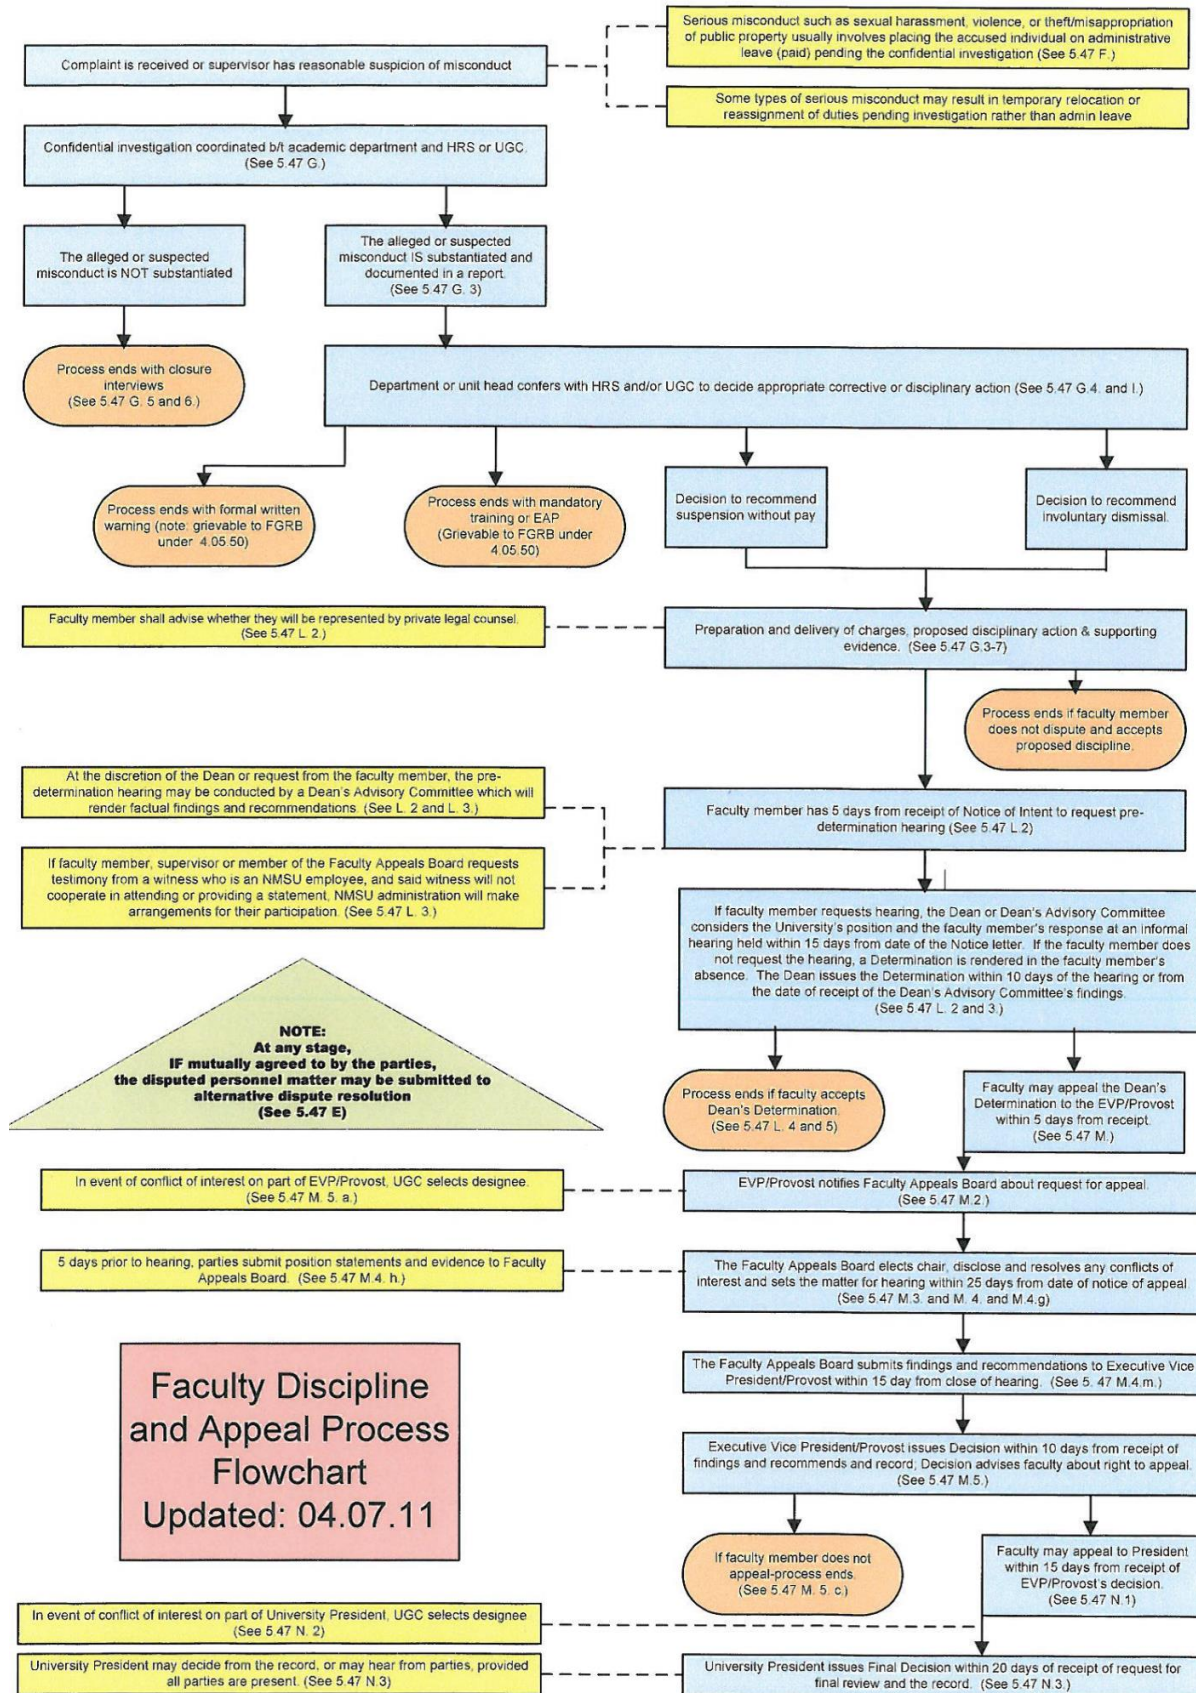 Serious misconduct such as sexual harassment, violence, or theft/misappropriation
of public property usually involves placing the accused individual on administrative
leave (paid) pending the confidential investigation (See 5.47 F.)
Complaint is received or supervisor has reasonable suspicion of misconduct
Some types of serious misconduct may result in temporary relocation or
reassignment of duties pending investigation rather than admin leave
Confidential investigation coordinated b/t academic department and HRS or UGC.
(See 5.47 G.)
The alleged or suspected
misconduct is NOT substantiated
The alleged or suspected
misconduct IS substantiated and
documented in a report.
(See 5.47 G. 3)
Process ends with closure
interviews
(See 5.47 G. 5 and 6.)
Department or unit head confers with HRS and/or UGC to decide appropriate corrective or disciplinary action (See 5.47 G.4. and I.)
Process ends with formal written
warning (note: grievable to FGRB
under 4.05.50)
Process ends with mandatory
training or EAP
(Grievable to FGRB under
4.05.50)
Decision to recommend
suspension without pay
Decision to recommend
involuntary dismissal.
Faculty member shall advise whether they will be represented by private legal counsel.
(See 5.47 L. 2.)
Preparation and delivery of charges, proposed disciplinary action & supporting
evidence. (See 5.47 G.3-7)
Process ends if faculty member
does not dispute and accepts
proposed discipline.
At the discretion of the Dean or request from the faculty member, the pre-
determination hearing may be conducted by a Dean's Advisory Committee which will
render factual findings and recommendations. (See L. 2 and L. 3.)
Faculty member has 5 days from receipt of Notice of Intent to request pre-
determination hearing (See 5.47 L.2)
If faculty member, supervisor or member of the Faculty Appeals Board requests
testimony from a witness who is an NMSU employee, and said witness will not
cooperate in attending or providing a statement, NMSU administration will make
arrangements for their participation. (See 5.47 L. 3.)
If faculty member requests hearing, the Dean or Dean's Advisory Committee
considers the University's position and the faculty member's response at an informal
hearing held within 15 days from date of the Notice letter. If the faculty member does
not request the hearing, a Determination is rendered in the faculty member's
absence. The Dean issues the Determination within 10 days of the hearing or from
the date of receipt of the Dean's Advisory Committee's findings.
(See 5.47 L. 2 and 3.)
NOTE:
At any stage,
IF mutually agreed to by the parties,
the disputed personnel matter may be submitted to
alternative dispute resolution
(See 5.47 E)
Process ends if faculty accepts
Dean's Determination.
(See 5.47 L. 4 and 5)
Faculty may appeal the Dean's
Determination to the EVP/Provost
within 5 days from receipt.
(See 5.47 M.)
In event of conflict of interest on part of EVP/Provost, UGC selects designee.
(See 5.47 M. 5. a.)
EVP/Provost notifies Faculty Appeals Board about request for appeal.
(See 5.47 M.2.)
5 days prior to hearing, parties submit position statements and evidence to Faculty
Appeals Board. (See 5.47 M.4. h.)
The Faculty Appeals Board elects chair, disclose and resolves any conflicts of
interest and sets the matter for hearing within 25 days from date of notice of appeal.
(See 5.47 M.3. and M. 4. and M.4.g)
The Faculty Appeals Board submits findings and recommendations to Executive Vice
President/Provost within 15 day from close of hearing. (See 5. 47 M.4.m.)
Faculty Discipline
and Appeal Process
Flowchart
Updated: 04.07.11
Executive Vice President/Provost issues Decision within 10 days from receipt of
findings and recommends and record; Decision advises faculty about right to appeal.
(See 5.47 M.5.)
If faculty member does not
appeal-process ends.
(See 5.47 M. 5. c.)
Faculty may appeal to President
within 15 days from receipt of
EVP/Provost's decision.
(See 5.47 N.1)
In event of conflict of interest on part of University President, UGC selects designee
(See 5.47 N. 2)
University President may decide from the record, or may hear from parties, provided
all parties are present. (See 5.47 N.3)
University President issues Final Decision within 20 days of receipt of request for
final review and the record. (See 5.47 N.3.)